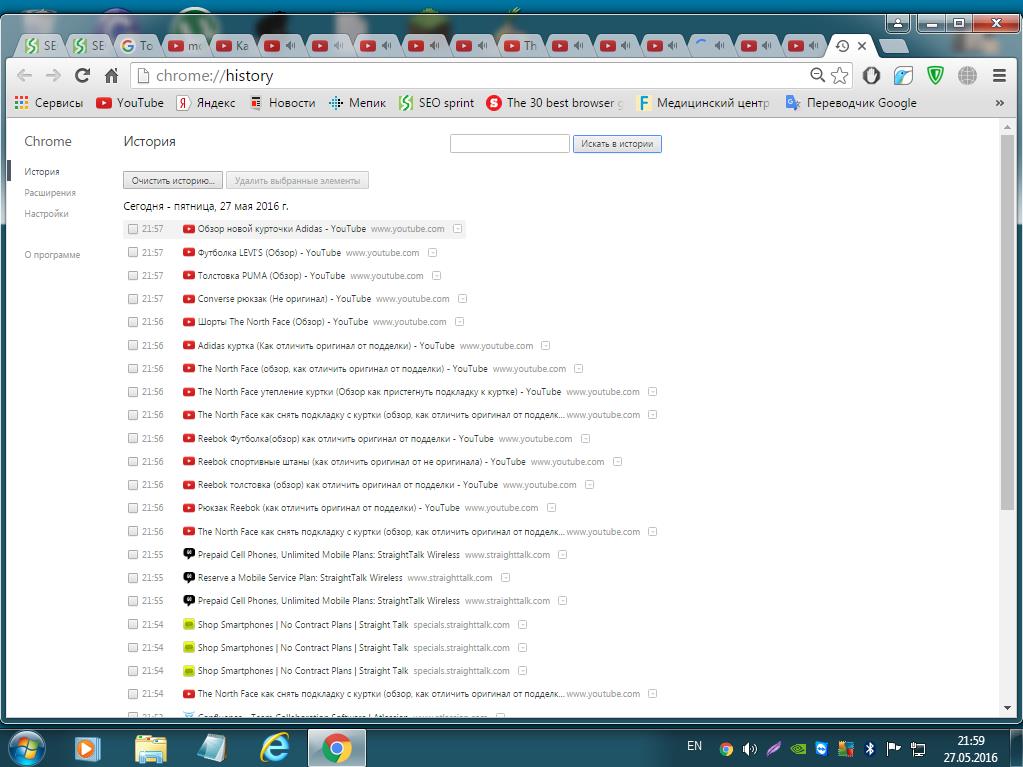 SE SE To mo Ka Th
chrome://history
Сервисы YouTube Яндекс Новости Мепик SEO sprint The 30 best browser g Медицинский центр Переводчик Google »
Chrome История Искать в истории
История
Расширения
Настройки
О программе
Очистить историю... Удалить выбранные элементы
Сегодня - пятница, 27 мая 2016 г.
21:57 Обзор новой курточки Adidas - YouTube www.youtube.com
21:57 Футболка LEVI'S (Обзор) - YouTube www.youtube.com
21:57 Толстовка PUMA (Обзор) - YouTube www.youtube.com
21:57 Converse рюкзак (Не оригинал) - YouTube www.youtube.com
21:56 Шорты The North Face (Обзор) - YouTube www.youtube.com
21:56 Adidas куртка (Как отличить оригинал от подделки) - YouTube www.youtube.com
21:56 The North Face (обзор, как отличить оригинал от подделки) - YouTube www.youtube.com
21:56 The North Face утепление куртки (Обзор как пристегнуть подкладку к куртке) - YouTube www.youtube.com
21:56 The North Face как снять подкладку с куртки (обзор, как отличить оригинал от подделк... www.youtube.com
21:56 Reebok Футболка(обзор) как отличить оригинал от подделки - YouTube www.youtube.com
21:56 Reebok спортивные штаны (как отличить оригинал от не оригинала) - YouTube www.youtube.com
21:56 Reebok толстовка (обзор) как отличить оригинал от подделки - YouTube www.youtube.com
21:56 Рюкзак Reebok (как отличить оригинал от подделки) - YouTube www.youtube.com
21:56 The North Face как снять подкладку с куртки (обзор, как отличить оригинал от подделк... www.youtube.com
21:55 Prepaid Cell Phones, Unlimited Mobile Plans: StraightTalk Wireless www.straighttalk.com
21:55 Reserve a Mobile Service Plan: StraightTalk Wireless www.straighttalk.com
21:55 Prepaid Cell Phones, Unlimited Mobile Plans: StraightTalk Wireless www.straighttalk.com
21:54 Shop Smartphones | No Contract Plans | Straight Talk specials.straighttalk.com
21:54 Shop Smartphones | No Contract Plans | Straight Talk specials.straighttalk.com
21:54 Shop Smartphones | No Contract Plans | Straight Talk specials.straighttalk.com
21:54 The North Face как снять подкладку с куртки (обзор, как отличить оригинал от подделк... www.youtube.com
21:53 Confluence - Team Collaboration Software | Atlassian www.atlassian.com
EN 21:59
27.05.2016